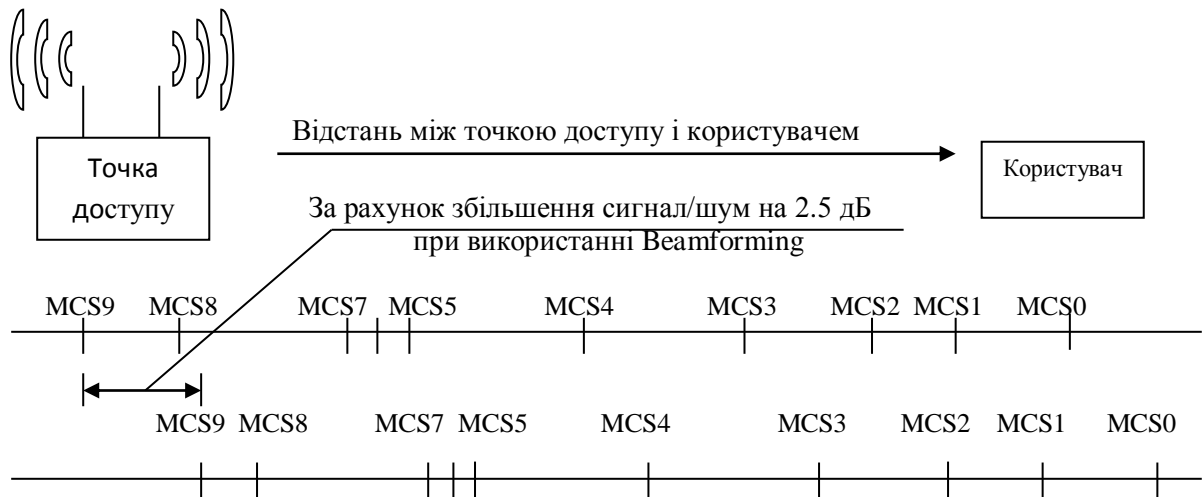 Відстань між точкою доступу і користувачем
Точка
доступу
Користувач
За рахунок збільшення сигнал/шум на 2.5 дБ
при використанні Beamforming
MCS9 MCS8 MCS7 MCS5 MCS4 MCS3 MCS2 MCS1 MCS0
MCS9 MCS8 MCS7 MCS5 MCS4 MCS3 MCS2 MCS1 MCS0